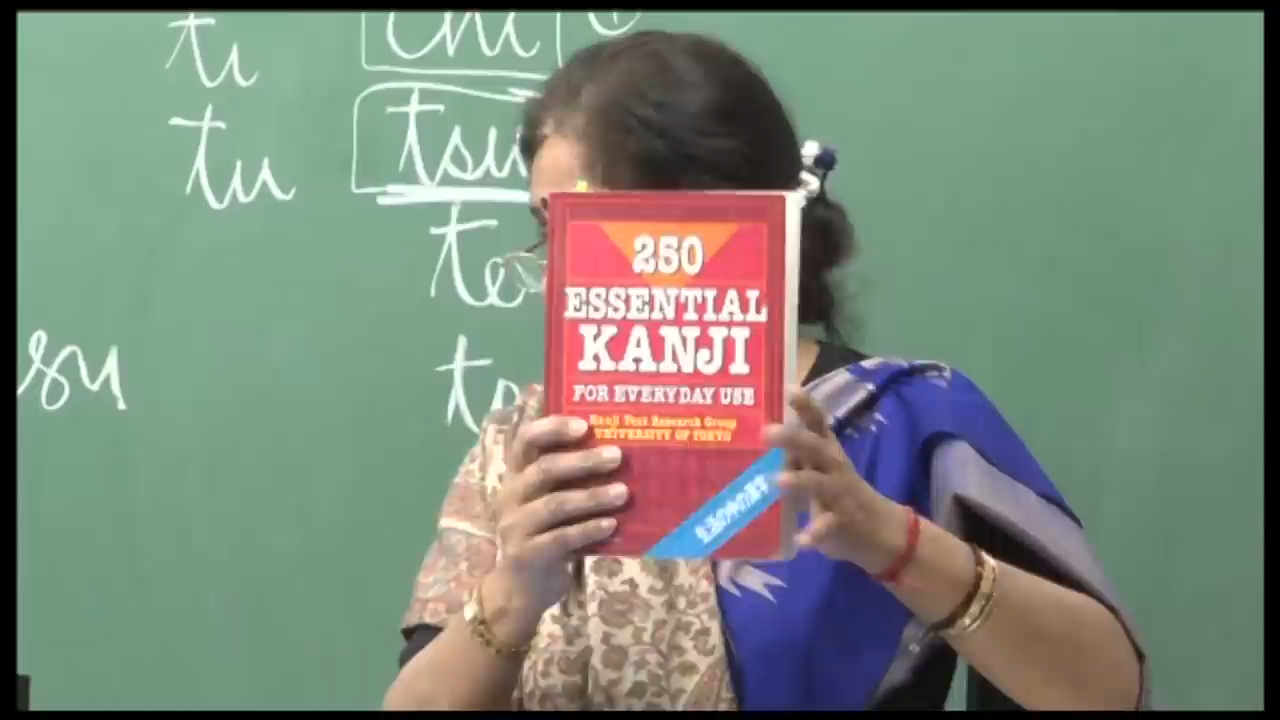 ti chi
tu tsu
te
su
250
ESSENTIAL
KANJI
FOR EVERYDAY USE
Kanji Text Research Group
UNIVERSITY OF TOKYO